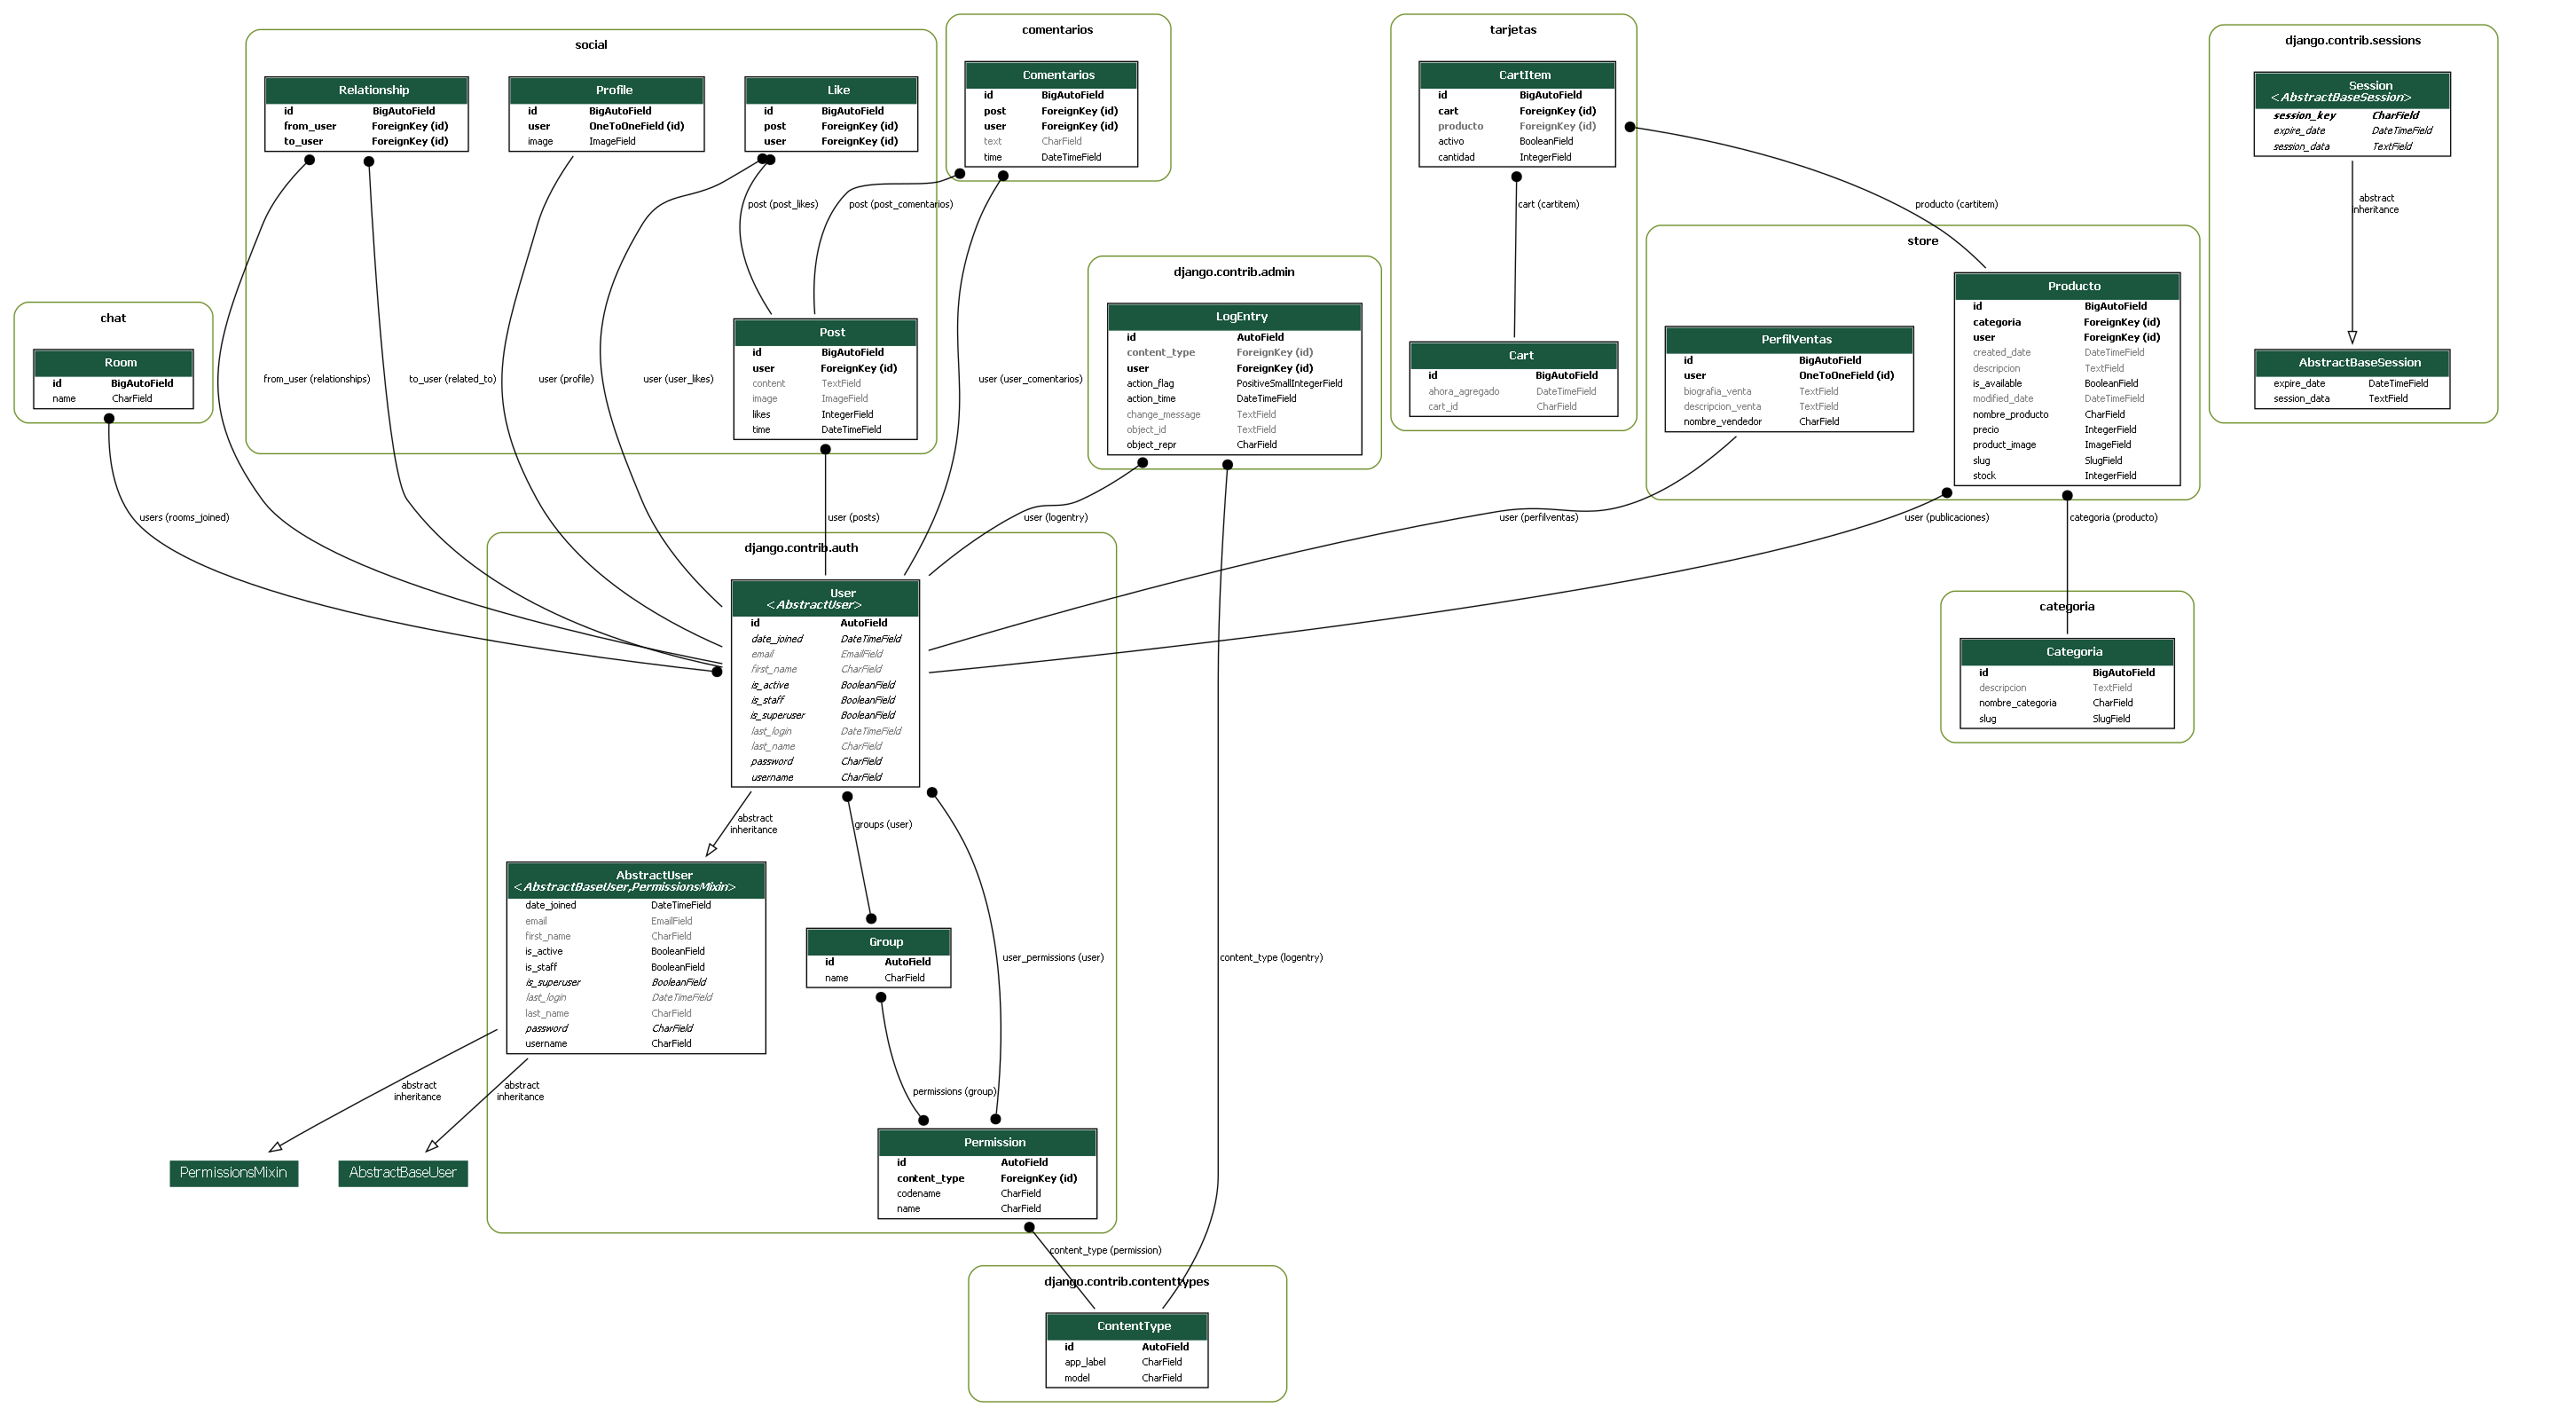 social
Relationship
id BigAutoField
from_user ForeignKey (id)
to_user ForeignKey (id)
Profile
id BigAutoField
user OneToOneField (id)
image ImageField
Like
id BigAutoField
post ForeignKey (id)
user ForeignKey (id)
comentarios
Comentarios
id BigAutoField
post ForeignKey (id)
user ForeignKey (id)
text CharField
time DateTimeField
tarjetas
CartItem
id BigAutoField
cart ForeignKey (id)
producto ForeignKey (id)
activo BooleanField
cantidad IntegerField
django.contrib.sessions
Session
<AbstractBaseSession>
session_key CharField
expire_date DateTimeField
session_data TextField
post (post_likes)
post (post_comentarios)
cart (cartitem)
producto (cartitem)
abstract
inheritance
chat
Room
id BigAutoField
name CharField
Post
id BigAutoField
user ForeignKey (id)
content TextField
image ImageField
likes IntegerField
time DateTimeField
django.contrib.admin
LogEntry
id AutoField
content_type ForeignKey (id)
user ForeignKey (id)
action_flag PositiveSmallIntegerField
action_time DateTimeField
change_message TextField
object_id TextField
object_repr CharField
Cart
id BigAutoField
ahora_agregado DateTimeField
cart_id CharField
store
PerfilVentas
id BigAutoField
user OneToOneField (id)
biografia_venta TextField
descripcion_venta TextField
nombre_vendedor CharField
Producto
id BigAutoField
categoria ForeignKey (id)
user ForeignKey (id)
created_date DateTimeField
descripcion TextField
is_available BooleanField
modified_date DateTimeField
nombre_producto CharField
precio IntegerField
product_image ImageField
slug SlugField
stock IntegerField
AbstractBaseSession
expire_date DateTimeField
session_data TextField
from_user (relationships)
to_user (related_to)
user (profile)
user (user_likes)
user (user_comentarios)
users (rooms_joined)
user (posts)
user (logentry)
user (perfilventas)
user (publicaciones)
categoria (producto)
django.contrib.auth
User
<AbstractUser>
id AutoField
date_joined DateTimeField
email EmailField
first_name CharField
is_active BooleanField
is_staff BooleanField
is_superuser BooleanField
last_login DateTimeField
last_name CharField
password CharField
username CharField
categoria
Categoria
id BigAutoField
descripcion TextField
nombre_categoria CharField
slug SlugField
abstract
inheritance
groups (user)
AbstractUser
<AbstractBaseUser,PermissionsMixin>
date_joined DateTimeField
email EmailField
first_name CharField
is_active BooleanField
is_staff BooleanField
is_superuser BooleanField
last_login DateTimeField
last_name CharField
password CharField
username CharField
Group
id AutoField
name CharField
user_permissions (user)
content_type (logentry)
abstract
inheritance
abstract
inheritance
permissions (group)
PermissionsMixin
AbstractBaseUser
Permission
id AutoField
content_type ForeignKey (id)
codename CharField
name CharField
content_type (permission)
django.contrib.contenttypes
ContentType
id AutoField
app_label CharField
model CharField